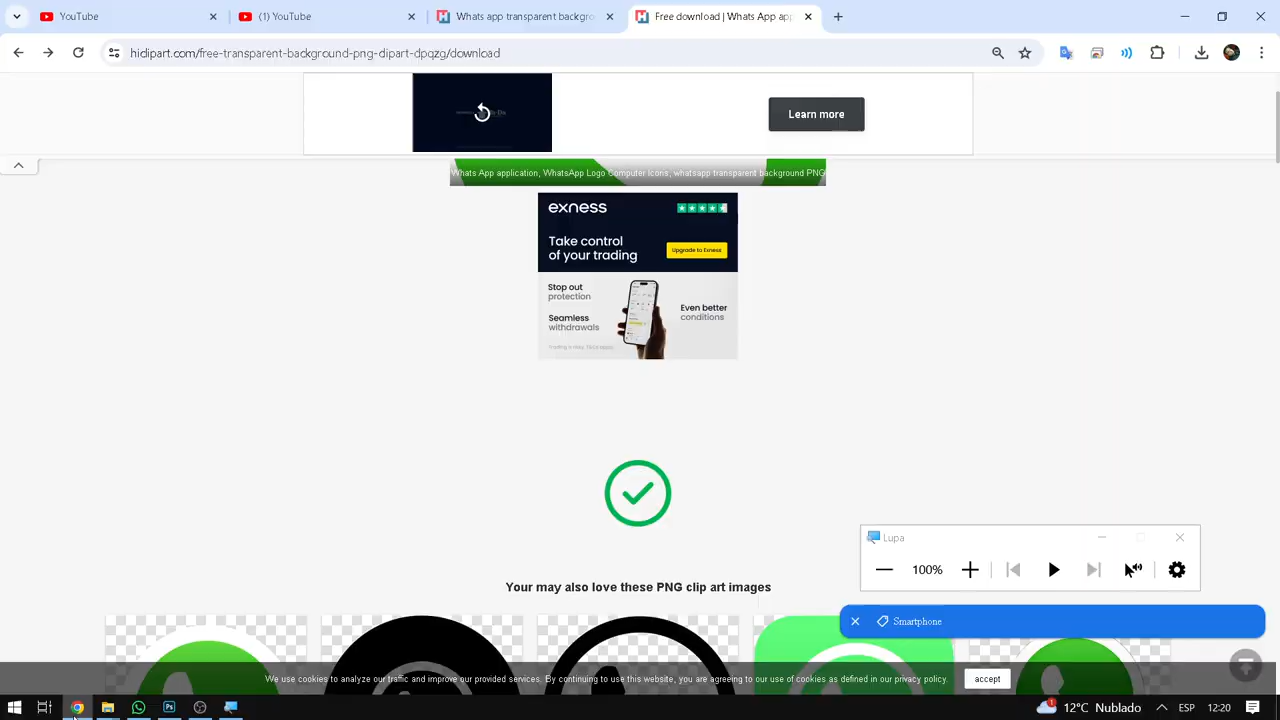 YouTube
(1) YouTube
Whats app transparent backgro
Free download | Whats App app
hidipart.com/free-transparent-background-png-dipart-dpqzg/download
Learn more
Whats App application, WhatsApp Logo Computer Icons, whatsapp transparent background PNG
exness
Take control
of your trading
Upgrade to Exness
Stop out
protection
Seamless
withdrawals
Even better
conditions
Lupa
100%
Your may also love these PNG clip art images
Smartphone
We use cookies to analyze our traffic and improve our provided services. By continuing to use this website, you are agreeing to our use of cookies as defined in our privacy policy.
accept
12°C Nublado
ESP
12:20